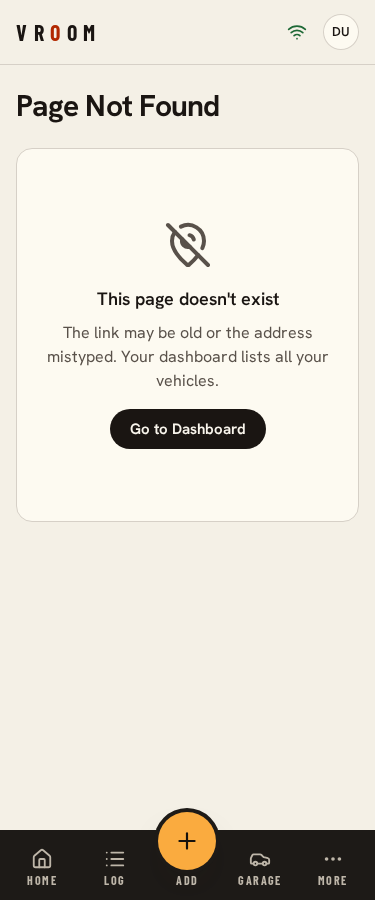 VROOM
DU
Page Not Found
This page doesn't exist
The link may be old or the address
mistyped. Your dashboard lists all your
vehicles.
Go to Dashboard
HOME
LOG
ADD
GARAGE
MORE